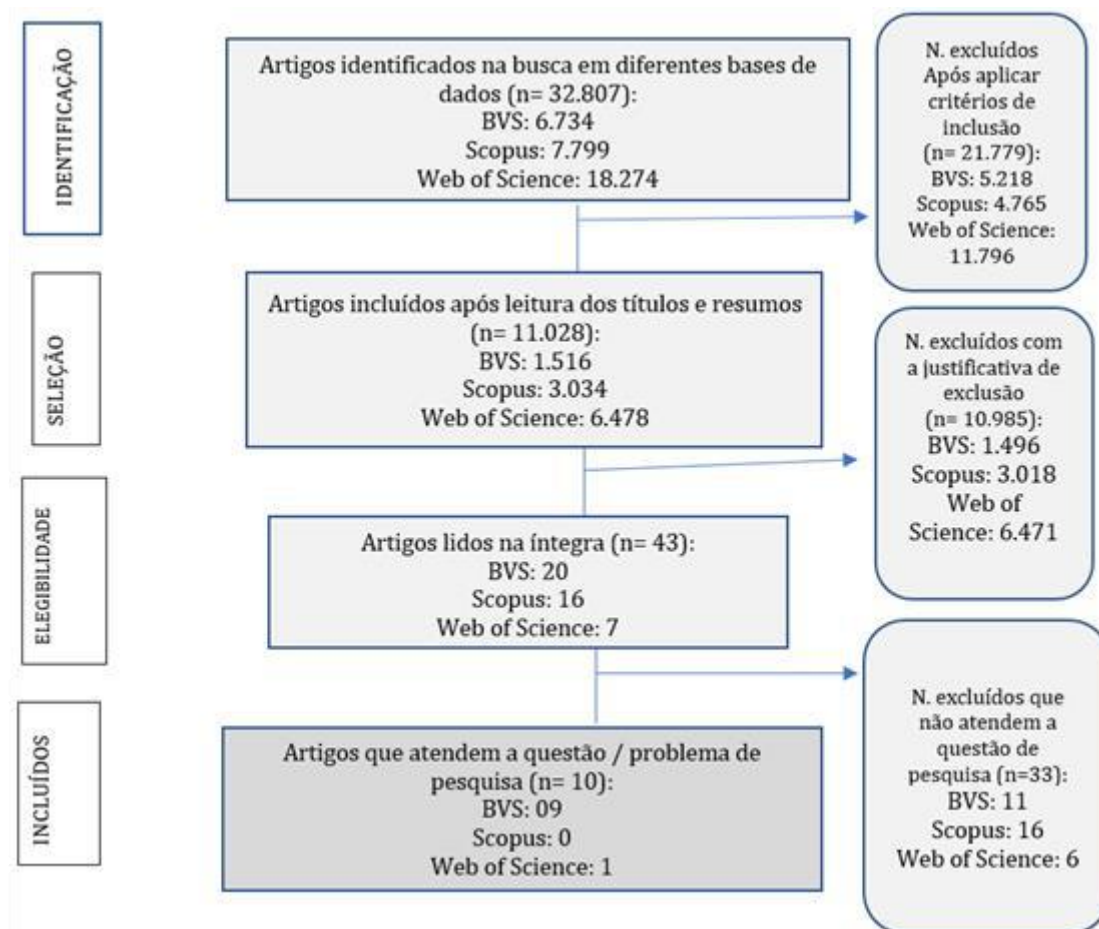 IDENTIFICAÇÃO
Artigos identificados na busca em diferentes bases de
dados (n= 32.807):
BVS: 6.734
Scopus: 7.799
Web of Science: 18.274
N. excluídos
Após aplicar
critérios de
inclusão
(n= 21.779):
BVS: 5.218
Scopus: 4.765
Web of Science:
11.796
SELEÇÃO
Artigos incluídos após leitura dos títulos e resumos
(n= 11.028):
BVS: 1.516
Scopus: 3.034
Web of Science: 6.478
N. excluídos com
a justificativa de
exclusão
(n= 10.985):
BVS: 1.496
Scopus: 3.018
Web of
Science: 6.471
ELEGIBILIDADE
Artigos lidos na íntegra (n= 43):
BVS: 20
Scopus: 16
Web of Science: 7
N. excluídos que
não atendem a
questão de
pesquisa (n=33):
BVS: 11
Scopus: 16
Web of Science: 6
INCLUÍDOS
Artigos que atendem a questão / problema de
pesquisa (n= 10):
BVS: 09
Scopus: 0
Web of Science: 1